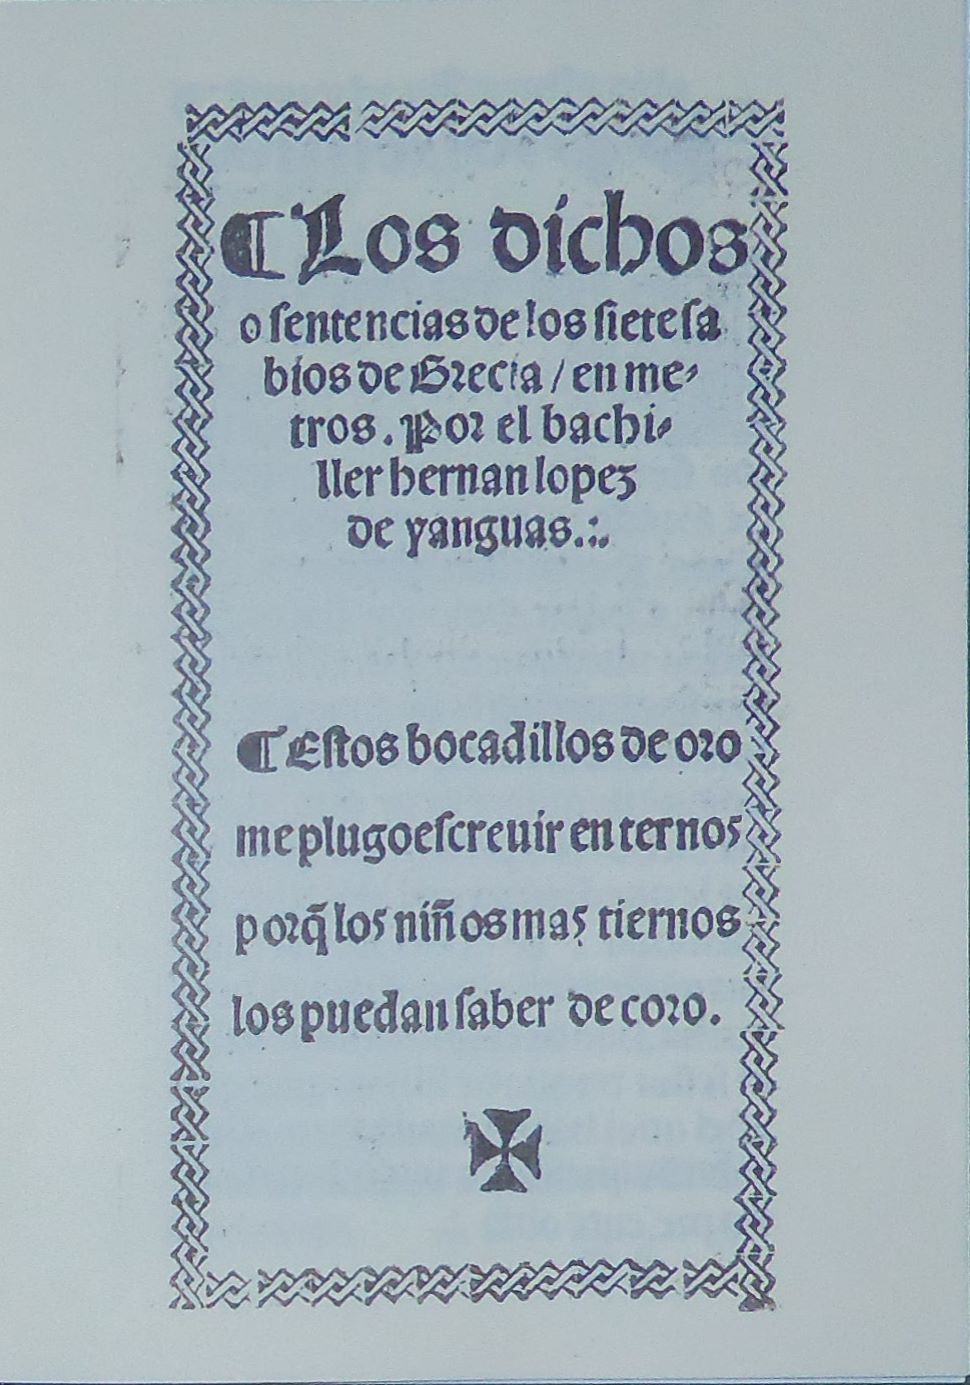 ¶ Los dichos
o ſentencias de los ſiete ſa
bios de Grecia / en me⸗
tros. Por el bachi⸗
ller hernan lopez
de yanguas.:.
¶ Eſtos bocadillos de oro
me plugo eſcreuir en ternos
porq̃ los niños mas tiernos
los puedan ſaber de coro.